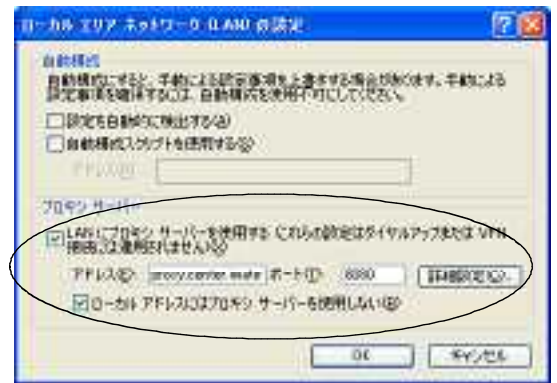 ローカル エリア ネットワーク (LAN) の設定
自動構成
自動構成にすると、手動による設定事項を上書きする場合があります。手動による
設定事項を確保するには、自動構成を使用不可にしてください。
設定を自動的に検出する(A)
自動構成スクリプトを使用する(S)
アドレス(R)
プロキシ サーバー
LAN にプロキシ サーバーを使用する (これらの設定はダイヤルアップまたは VPN
接続には適用されません)(X)
アドレス(E): proxy.center. ポート(T): 8080 詳細設定(C)...
ローカル アドレスにはプロキシ サーバーを使用しない(B)
OK キャンセル